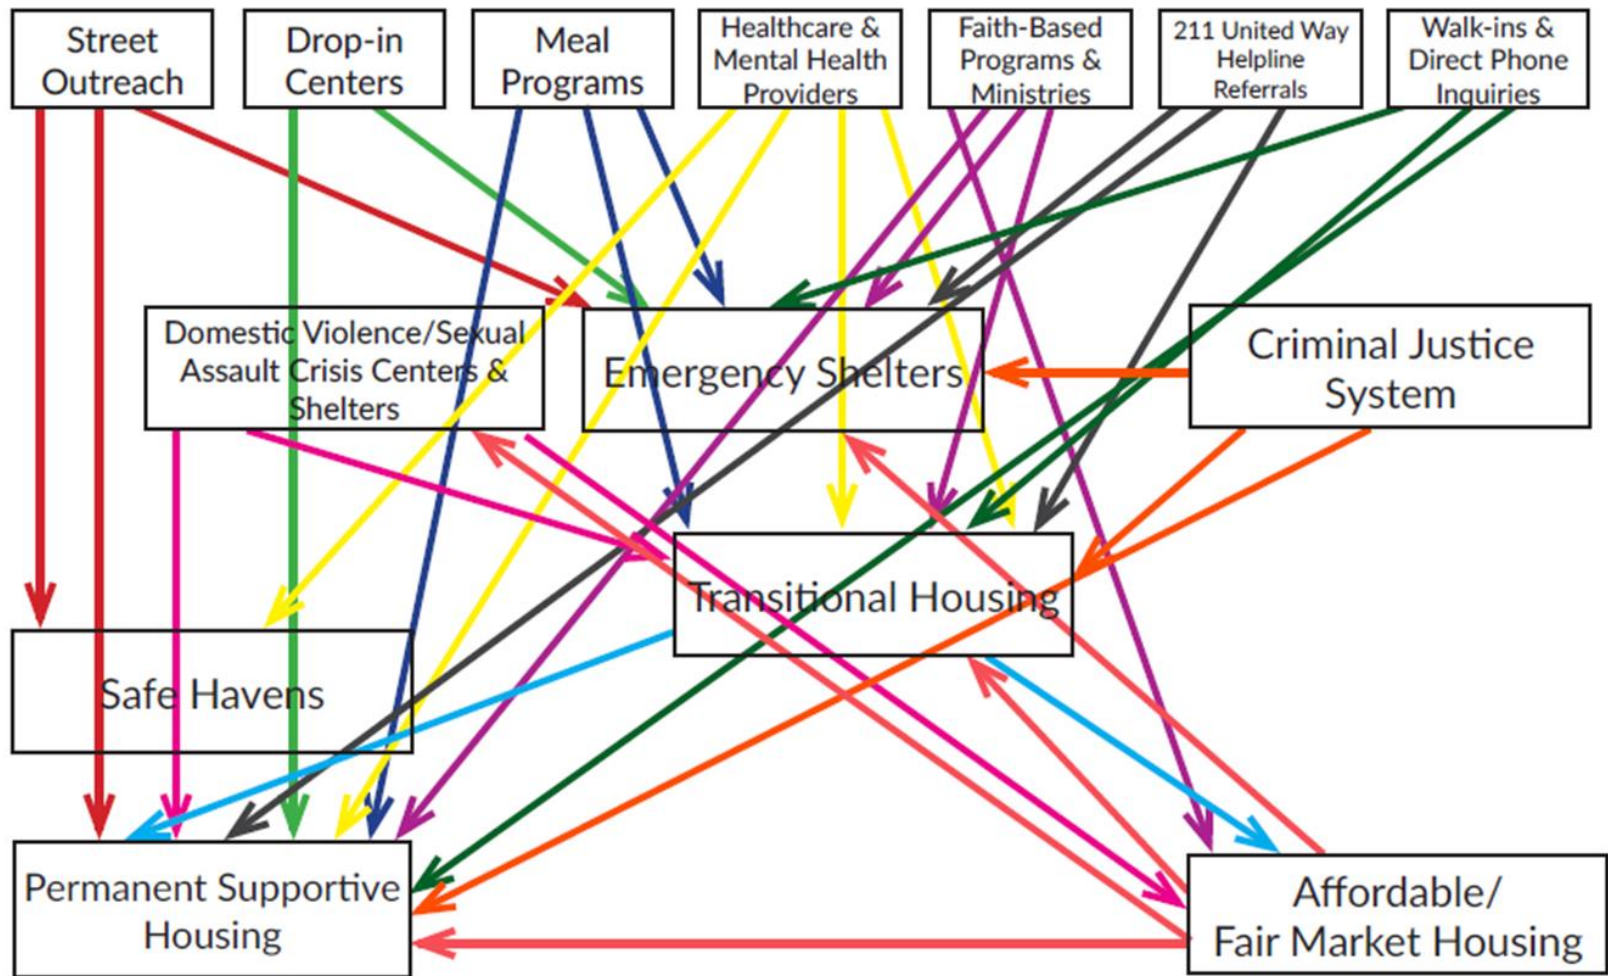 Street
Outreach
Drop-in
Centers
Meal
Programs
Healthcare &
Mental Health
Providers
Faith-Based
Programs &
Ministries
211 United Way
Helpline
Referrals
Walk-ins &
Direct Phone
Inquiries
Domestic Violence/Sexual
Assault Crisis Centers &
Shelters
Emergency Shelters
Criminal Justice
System
Transitional Housing
Safe Havens
Permanent Supportive
Housing
Affordable/
Fair Market Housing